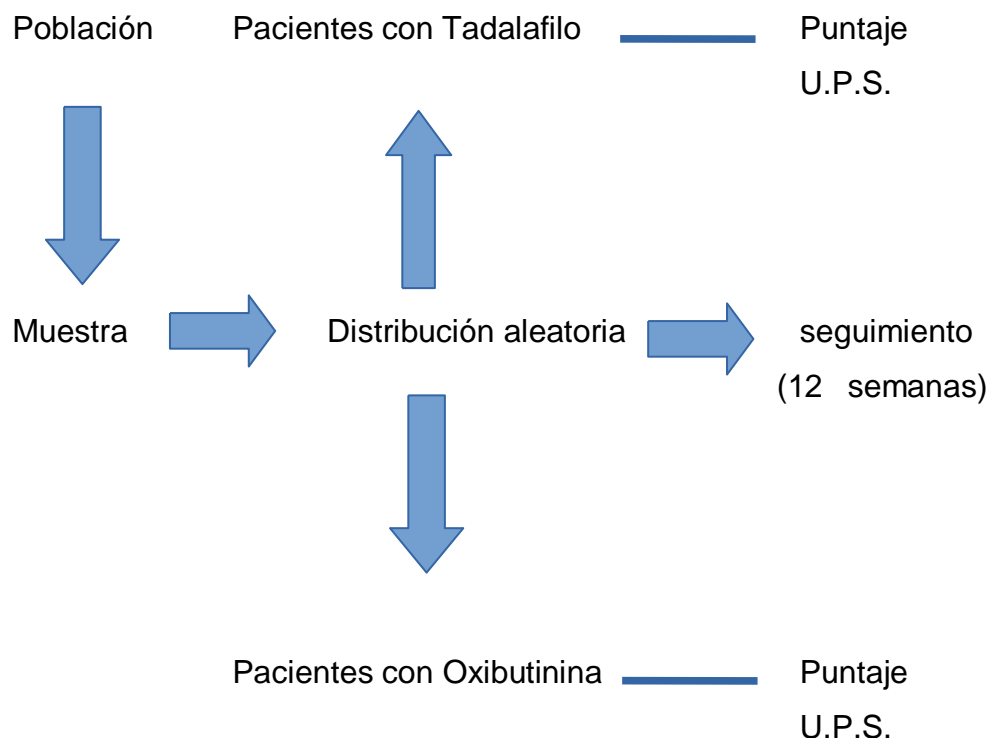 Población Pacientes con Tadalafilo Puntaje
U.P.S.
Muestra Distribución aleatoria seguimiento
(12 semanas)
Pacientes con Oxibutinina Puntaje
U.P.S.